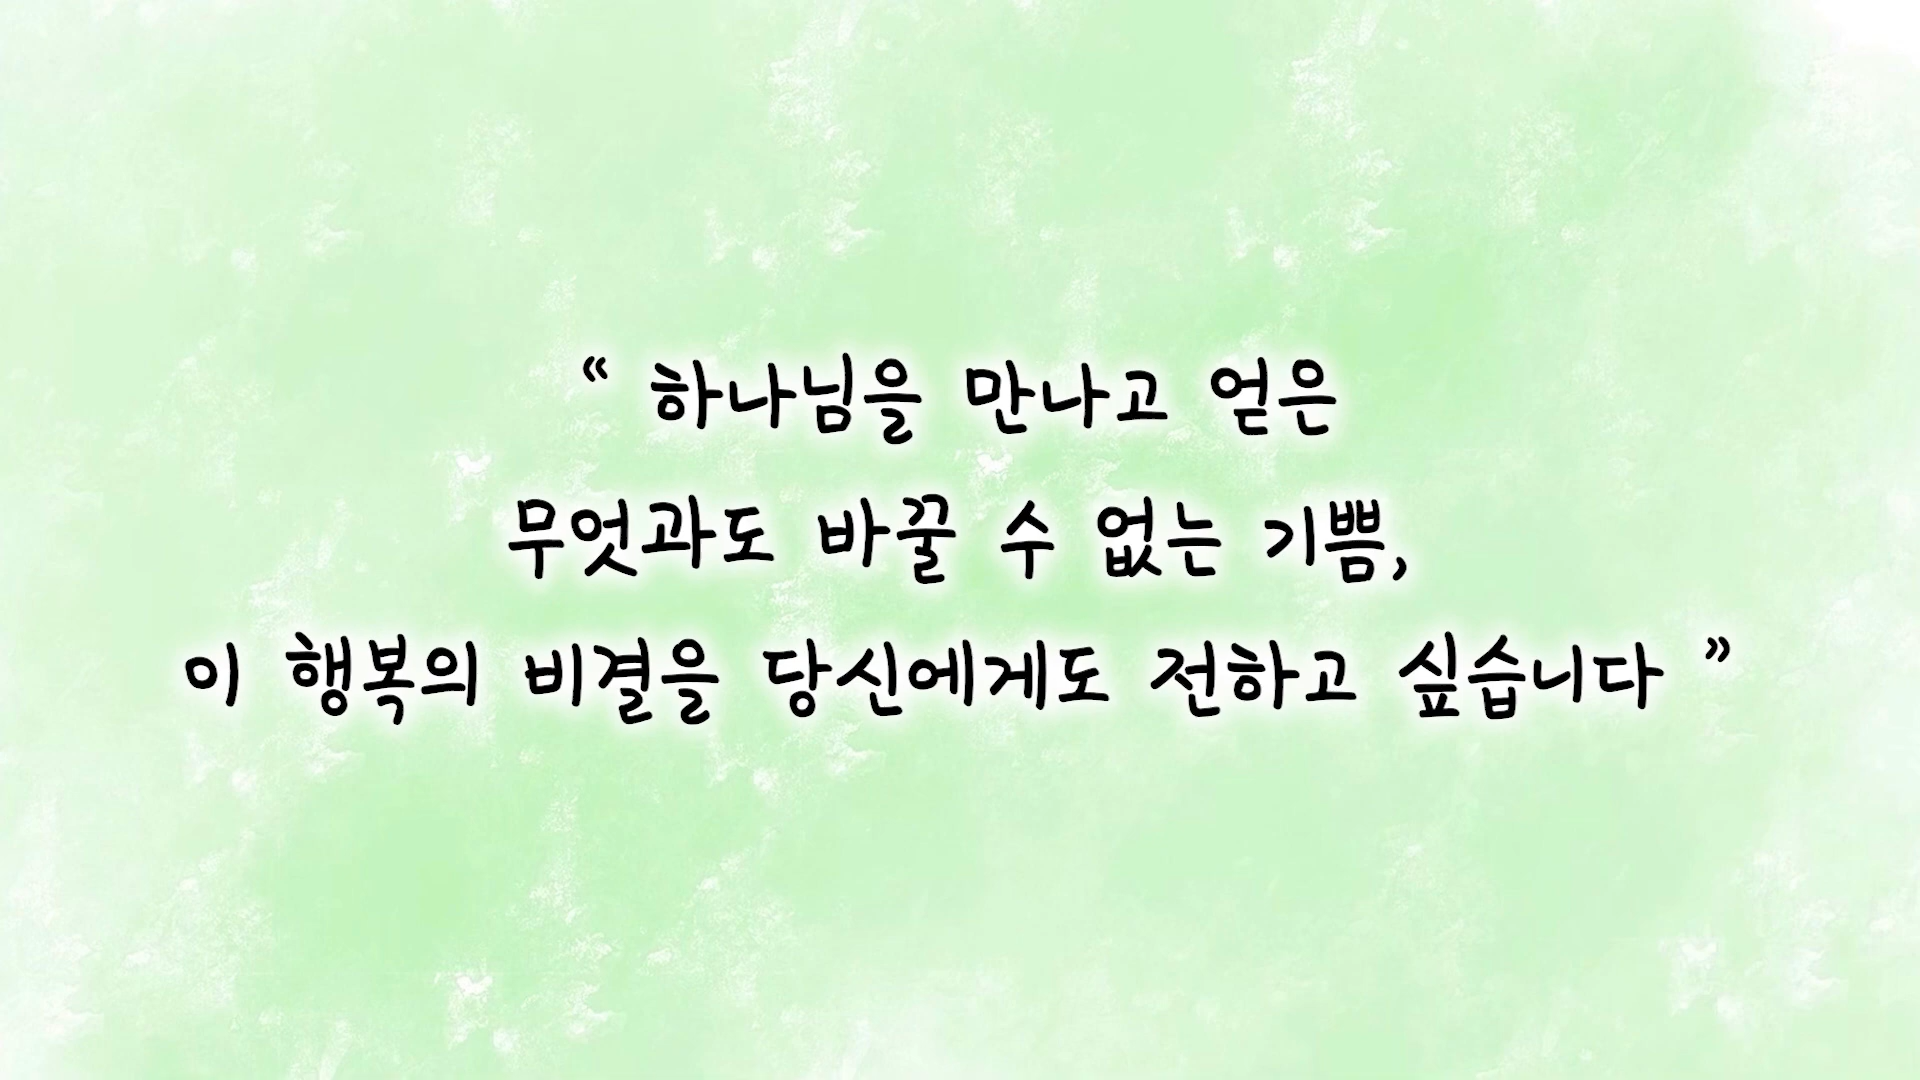 “ 하나님을 만나고 얻은
무엇과도 바꿀 수 없는 기쁨,
이 행복의 비결을 당신에게도 전하고 싶습니다 ”